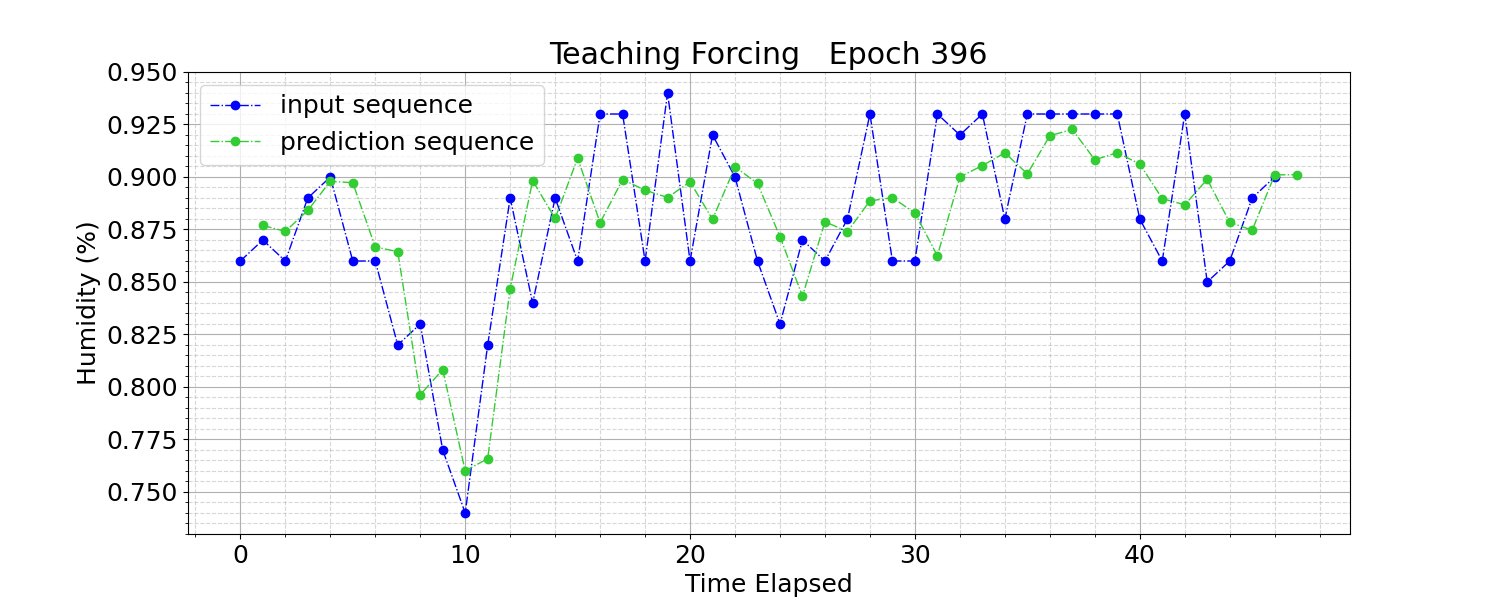 Teaching Forcing   Epoch 396
0.950
0.925
0.900
0.875
0.850
0.825
0.800
0.775
0.750
Humidity (%)
input sequence
prediction sequence
0 10 20 30 40
Time Elapsed